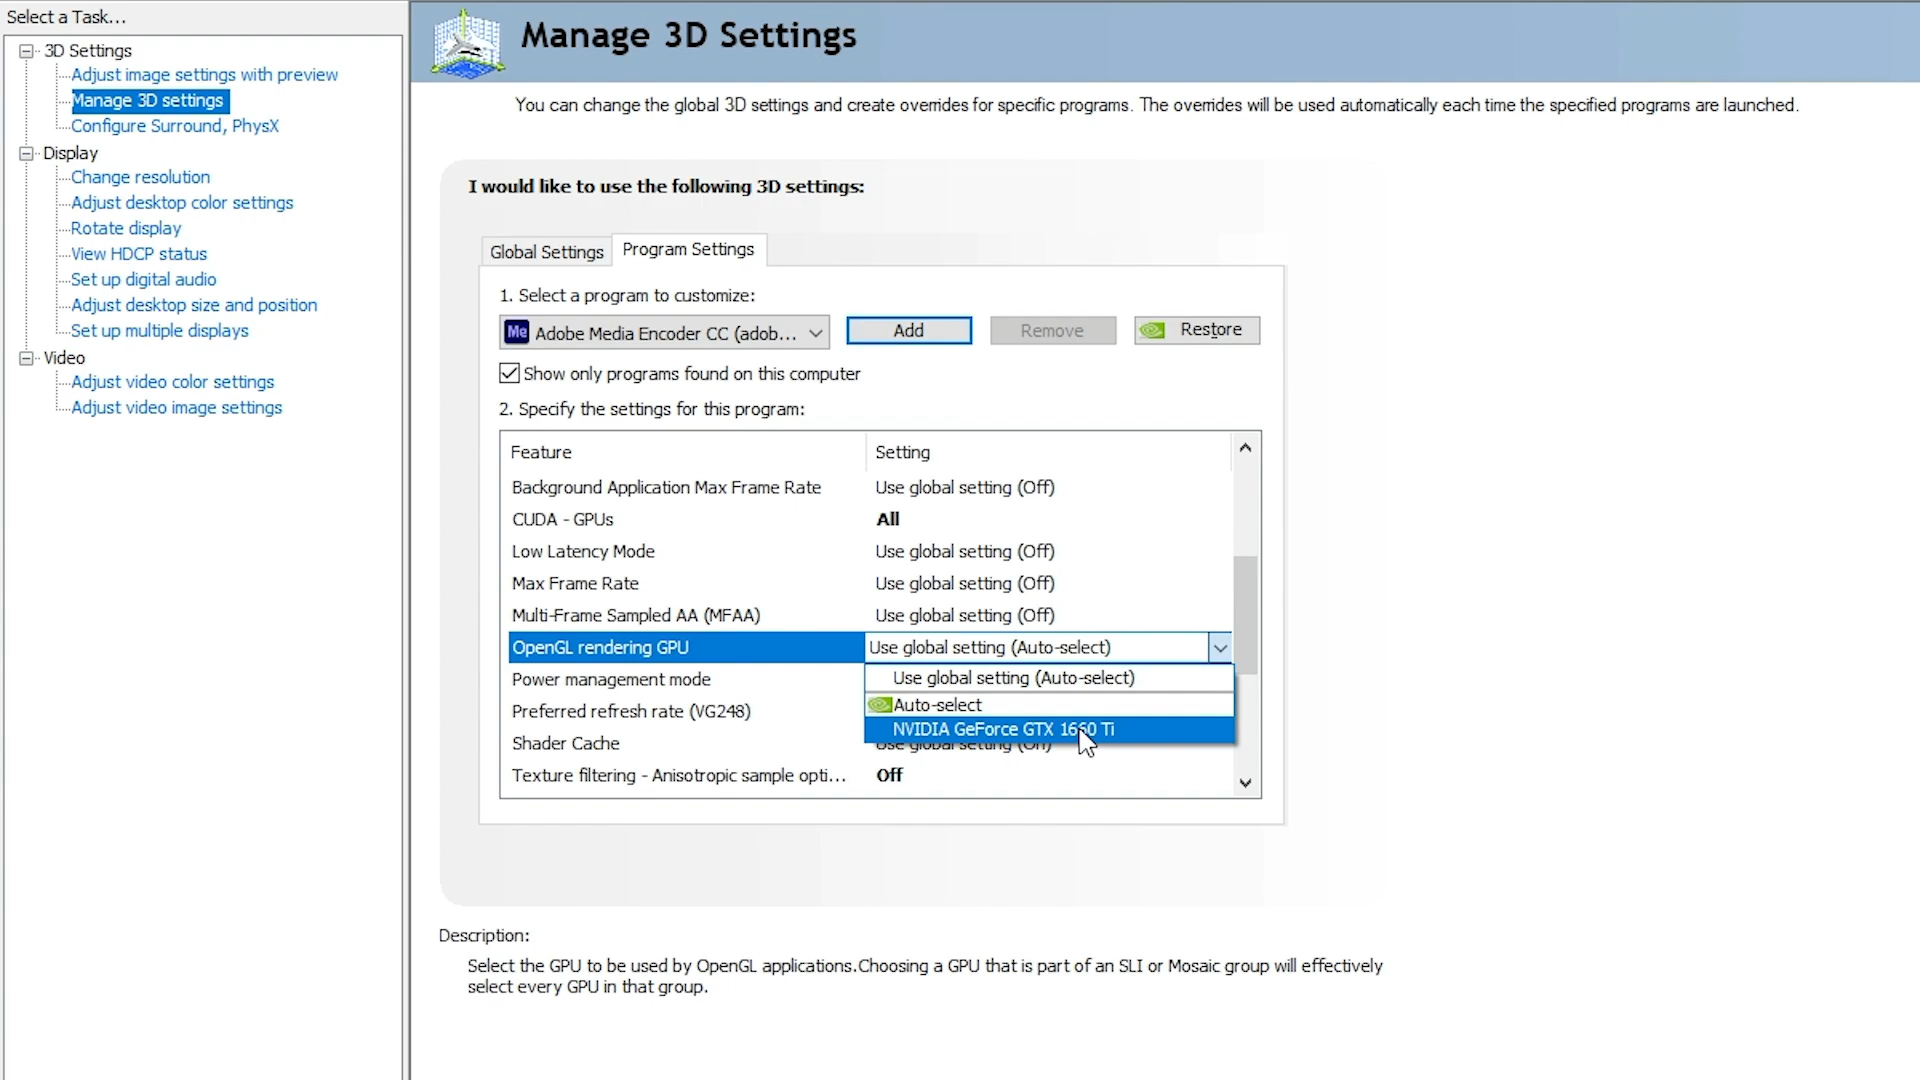 Select a Task...
3D Settings
Adjust image settings with preview
Manage 3D settings
Configure Surround, PhysX
Display
Change resolution
Adjust desktop color settings
Rotate display
View HDCP status
Set up digital audio
Adjust desktop size and position
Set up multiple displays
Video
Adjust video color settings
Adjust video image settings
Manage 3D Settings
You can change the global 3D settings and create overrides for specific programs. The overrides will be used automatically each time the specified programs are launched.
I would like to use the following 3D settings:
Global Settings
Program Settings
1. Select a program to customize:
Me Adobe Media Encoder CC (adob...
Add
Remove
Restore
Show only programs found on this computer
2. Specify the settings for this program:
Feature Setting
Background Application Max Frame Rate Use global setting (Off)
CUDA - GPUs All
Low Latency Mode Use global setting (Off)
Max Frame Rate Use global setting (Off)
Multi-Frame Sampled AA (MFAA) Use global setting (Off)
OpenGL rendering GPU Use global setting (Auto-select)
Power management mode Use global setting (Auto-select)
Auto-select
Preferred refresh rate (VG248)
NVIDIA GeForce GTX 1660 Ti
Shader Cache Use global setting (On)
Texture filtering - Anisotropic sample opti... Off
Description:
Select the GPU to be used by OpenGL applications.Choosing a GPU that is part of an SLI or Mosaic group will effectively
select every GPU in that group.